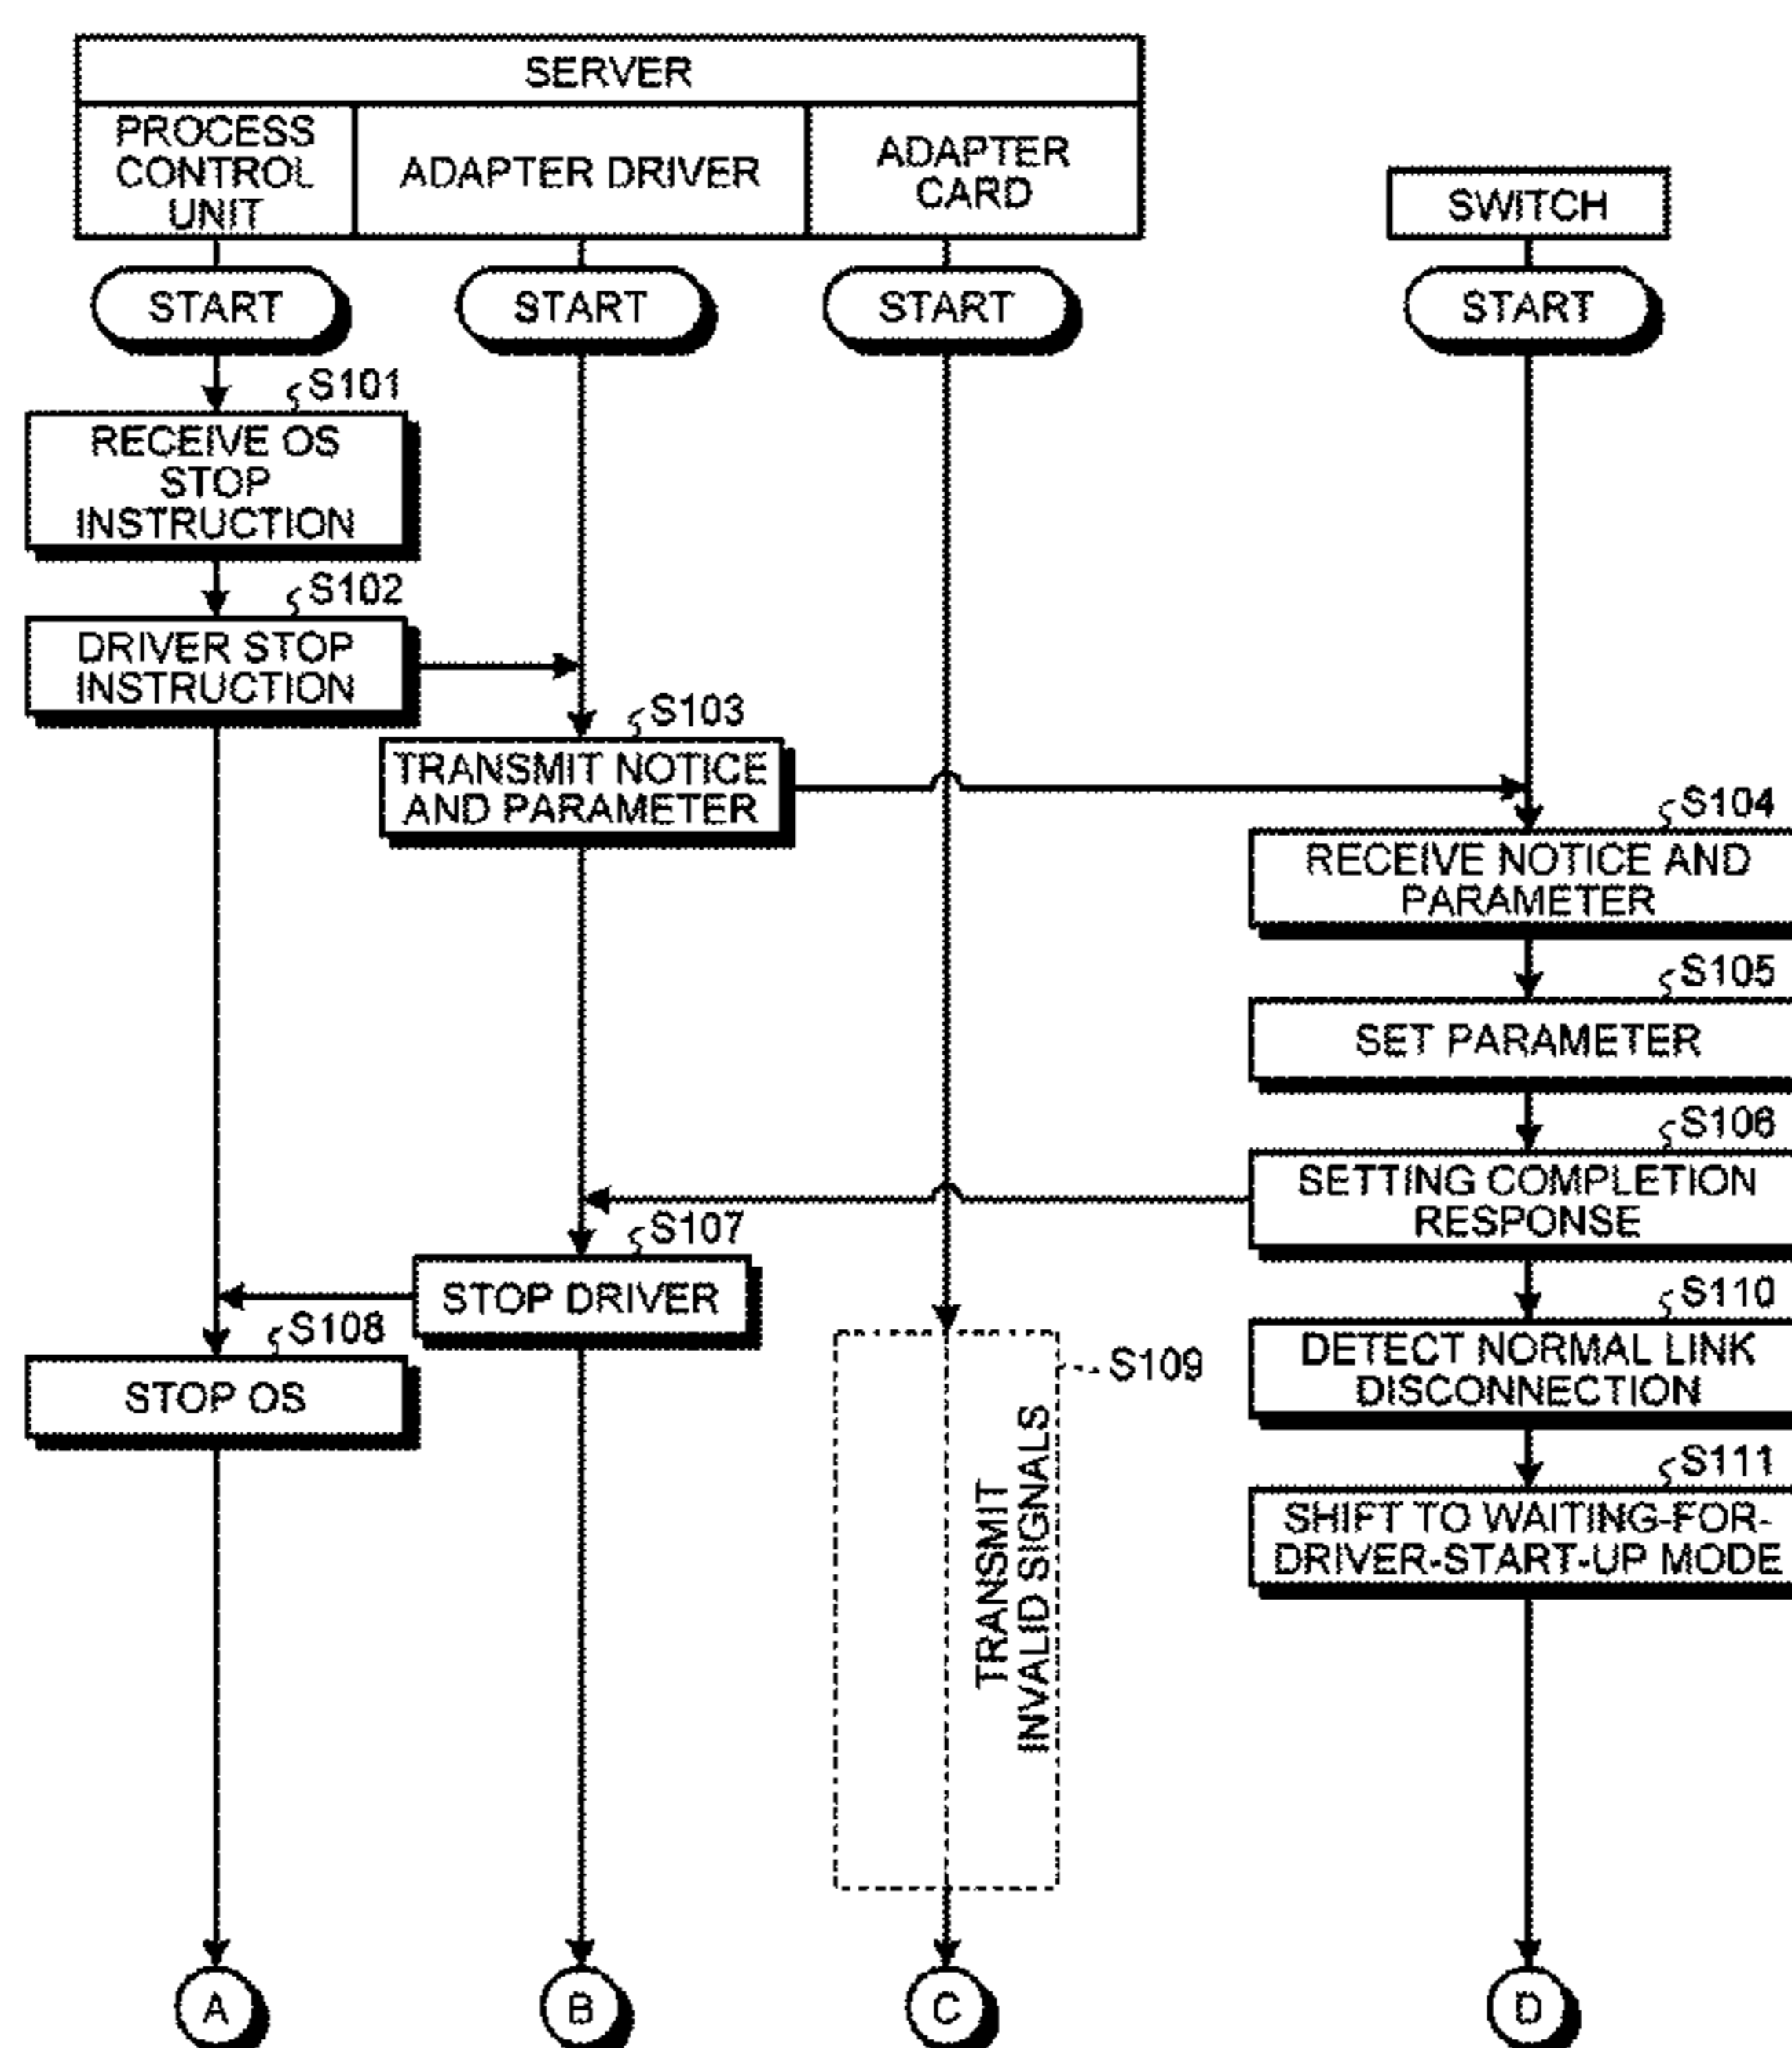 SERVER
PROCESS
CONTROL
UNIT
ADAPTER DRIVER
ADAPTER
CARD
SWITCH
START
START
START
START
S101
RECEIVE OS
STOP
INSTRUCTION
S102
DRIVER STOP
INSTRUCTION
S103
TRANSMIT NOTICE
AND PARAMETER
S104
RECEIVE NOTICE AND
PARAMETER
S105
SET PARAMETER
S106
SETTING COMPLETION
RESPONSE
S107
STOP DRIVER
S108
STOP OS
S109
TRANSMIT
INVALID SIGNALS
S110
DETECT NORMAL LINK
DISCONNECTION
S111
SHIFT TO WAITING-FOR-
DRIVER-START-UP MODE
A
B
C
D